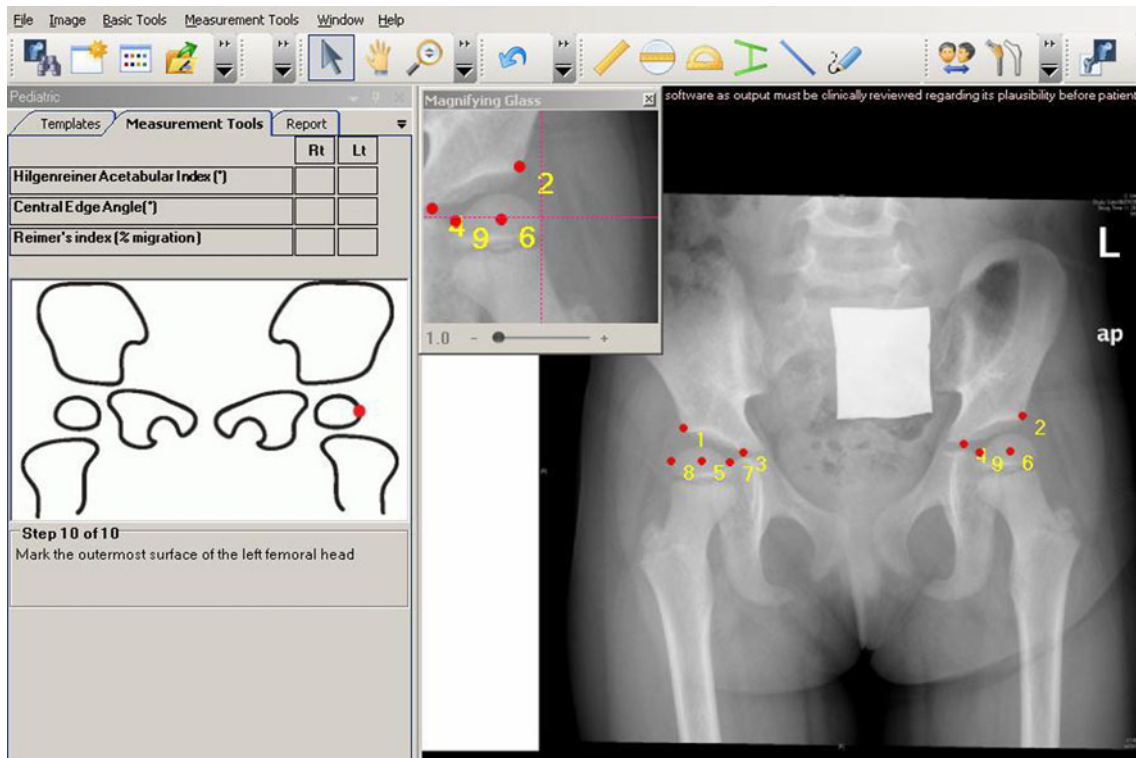 File Image Basic Tools Measurement Tools Window Help
Pediatric
Templates Measurement Tools Report
Rt Lt
Hilgenreiner Acetabular Index (°)
Central Edge Angle(°)
Reimer's index (% migration)
Step 10 of 10
Mark the outermost surface of the left femoral head
Magnifying Glass
2
4 9 6
1.0 - +
software as output must be clinically reviewed regarding its plausibility before patient
L
ap
1
2
8 5 7 3
4 9 6